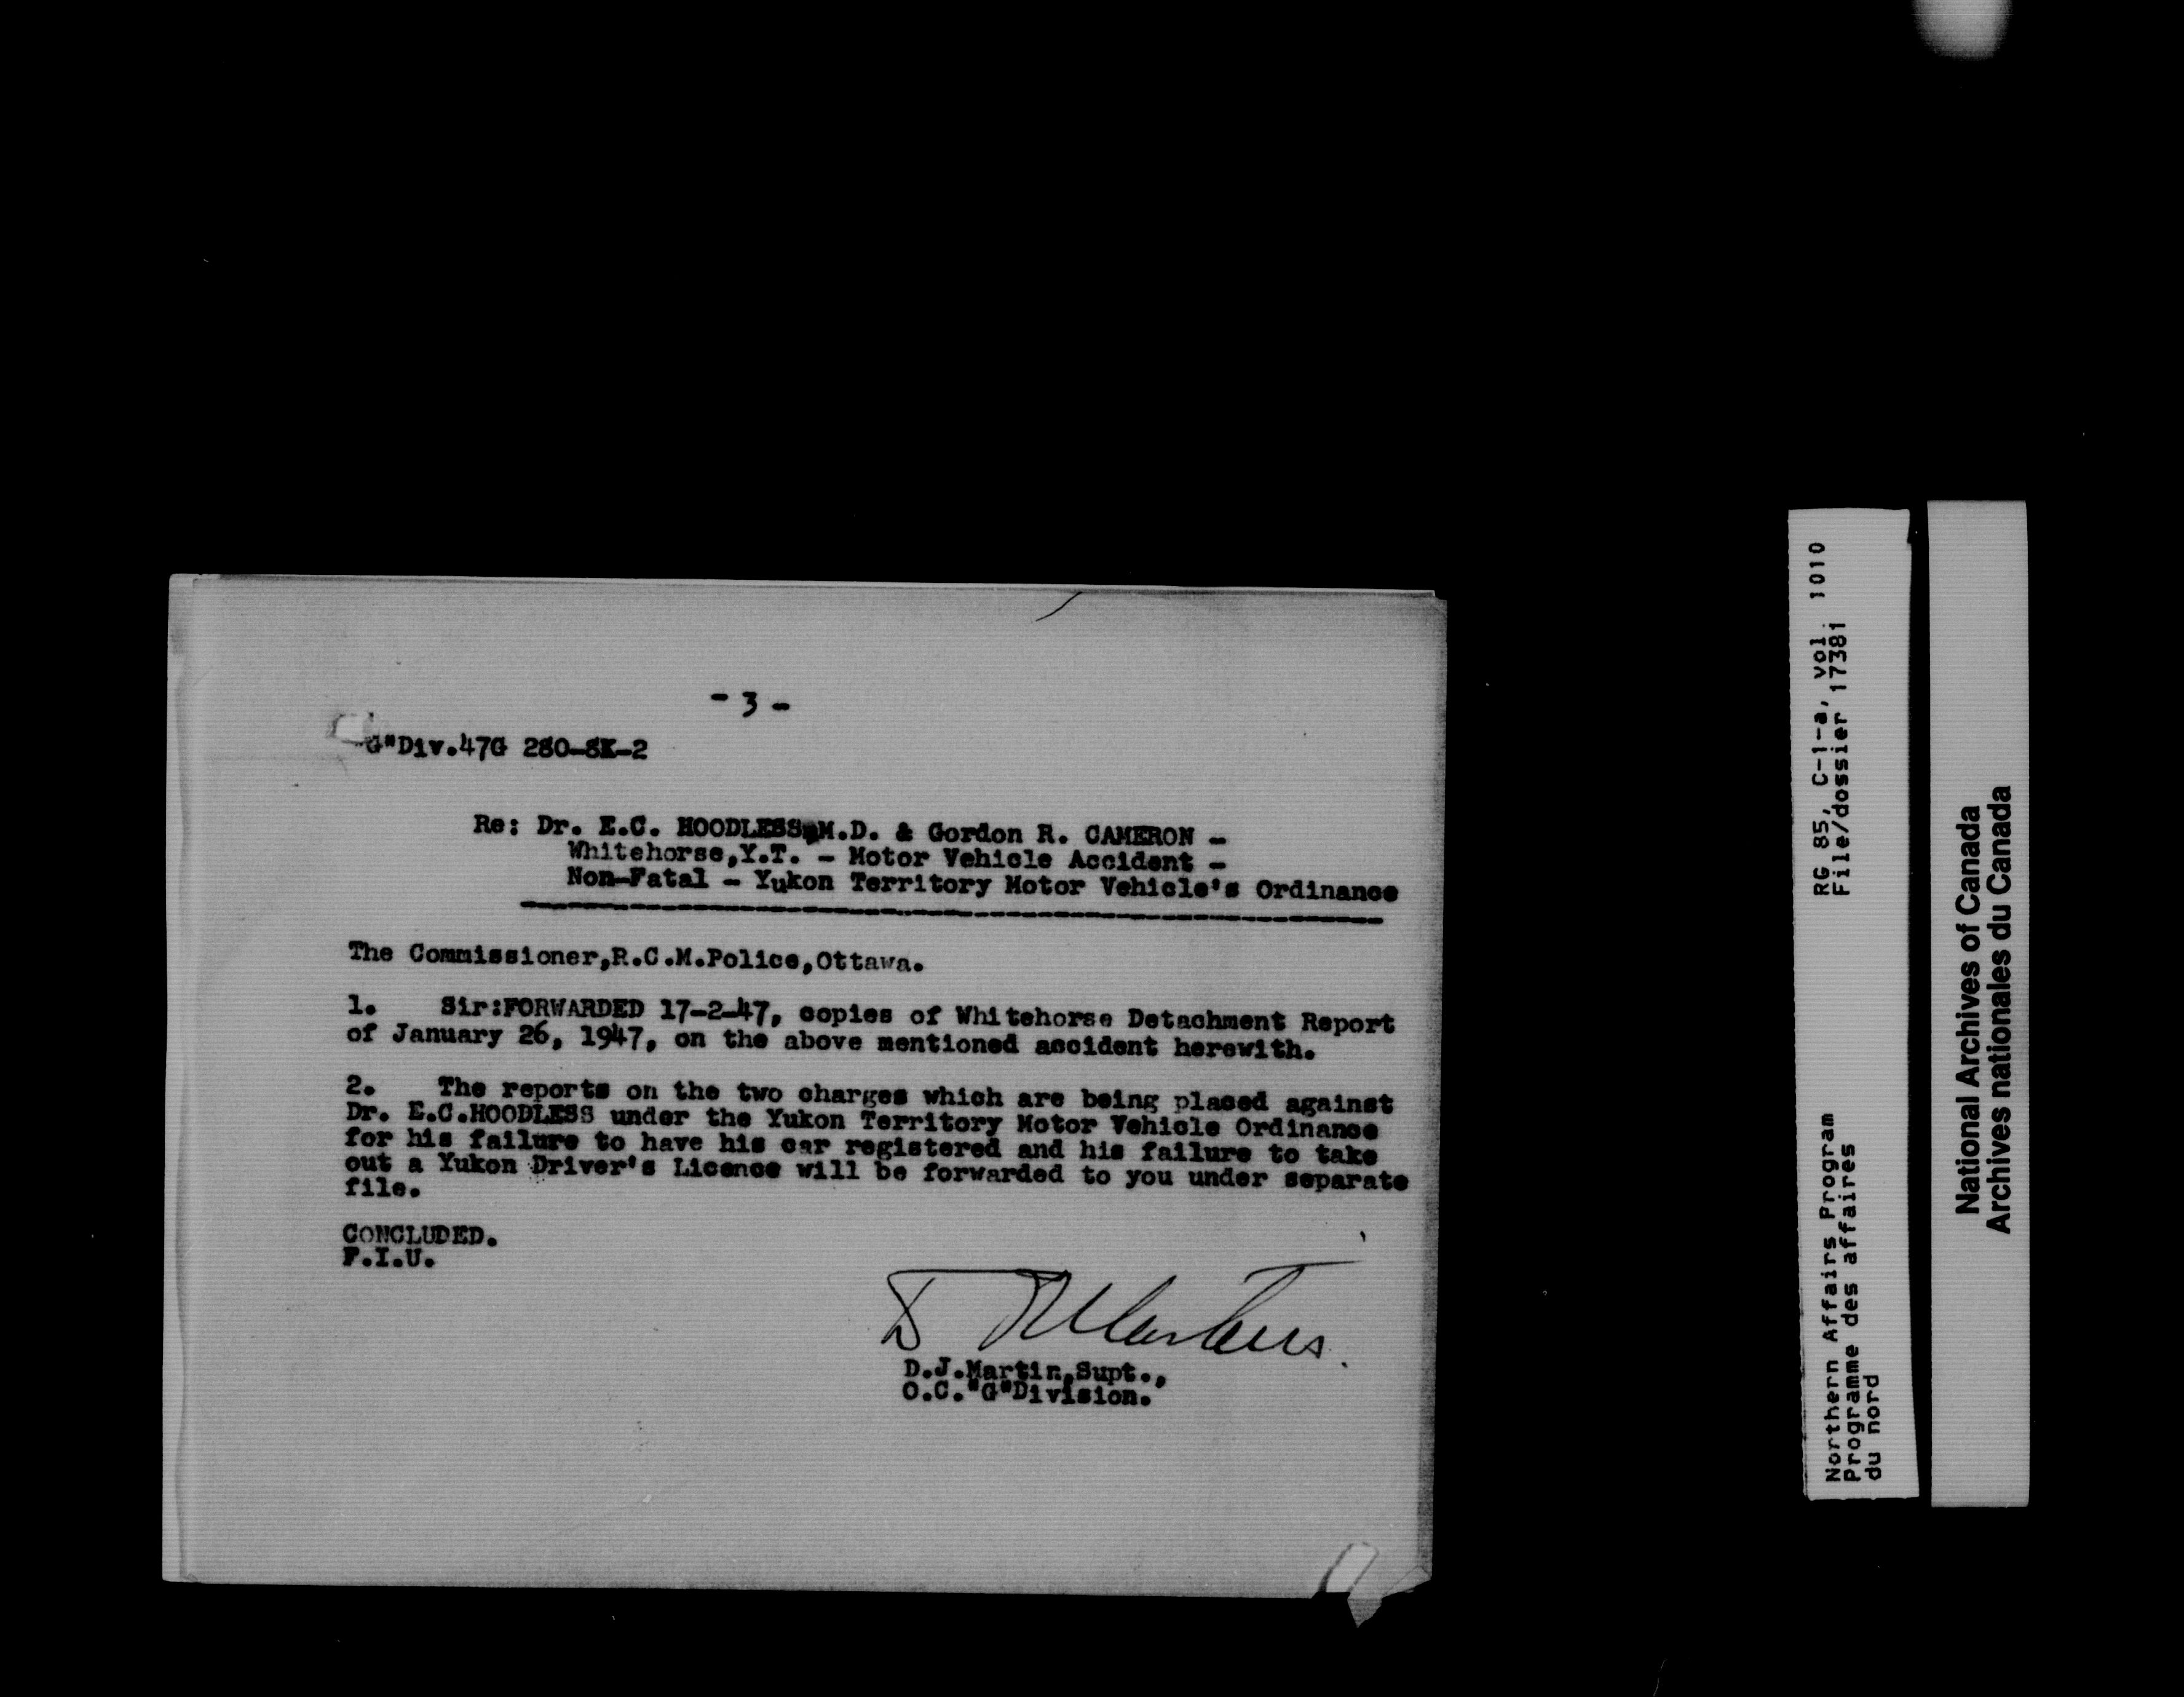 - 3 -
"G"Div.47G 280-SK-2
Re: Dr. E.C. HOODLESS, M.D. & Gordon R. CAMERON -
Whitehorse,Y.T. - Motor Vehicle Accident -
Non-Fatal - Yukon Territory Motor Vehicle's Ordinance
The Commissioner,R.C.M.Police,Ottawa.
1. Sir:FORWARDED 17-2-47, copies of Whitehorse Detachment Report
of January 26, 1947, on the above mentioned accident herewith.
2. The reports on the two charges which are being placed against
Dr. E.C.HOODLESS under the Yukon Territory Motor Vehicle Ordinance
for his failure to have his car registered and his failure to take
out a Yukon Driver's Licence will be forwarded to you under separate
file.
CONCLUDED.
F.I.U.
D J Martin.
D.J.Martin,Supt.,
O.C."G"Division.
RG 85, C-1-a, vol. 1010
File/dossier 17381
Northern Affairs Program
Programme des affaires
du nord
National Archives of Canada
Archives nationales du Canada